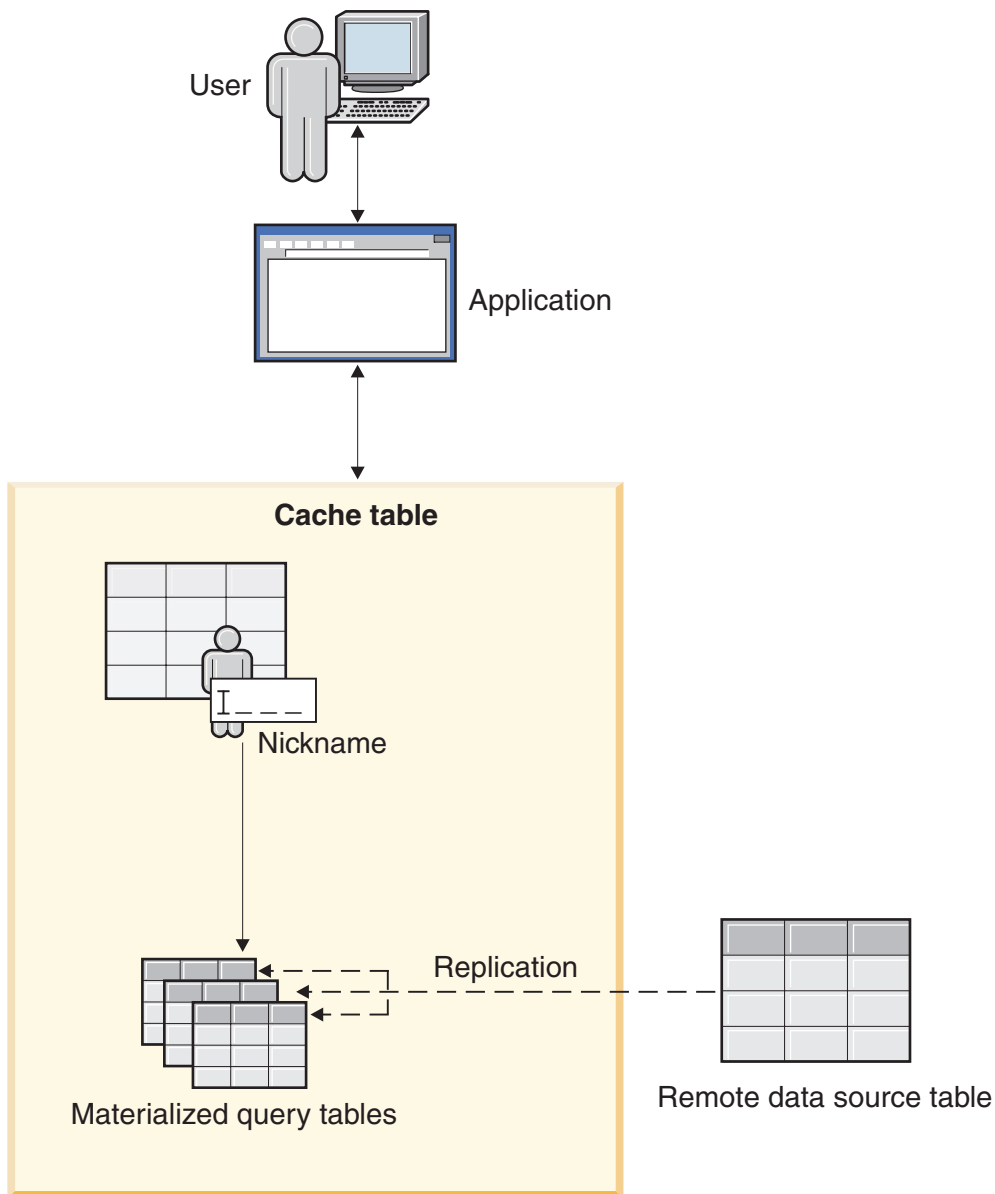 User
Application
Cache table
Nickname
Replication
Materialized query tables
Remote data source table